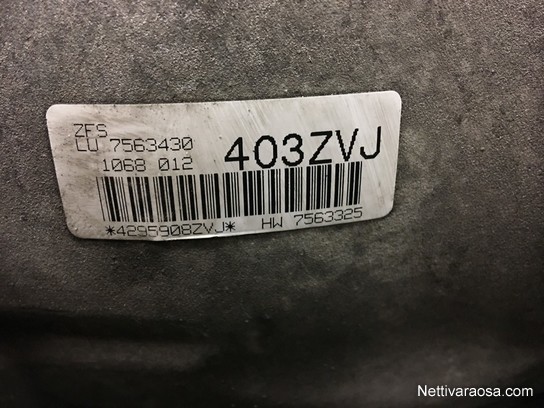 ZFS
LU 7563430
1068 012 403ZVJ
*4295908ZVJ* HW 7563325
Nettivaraosa.com